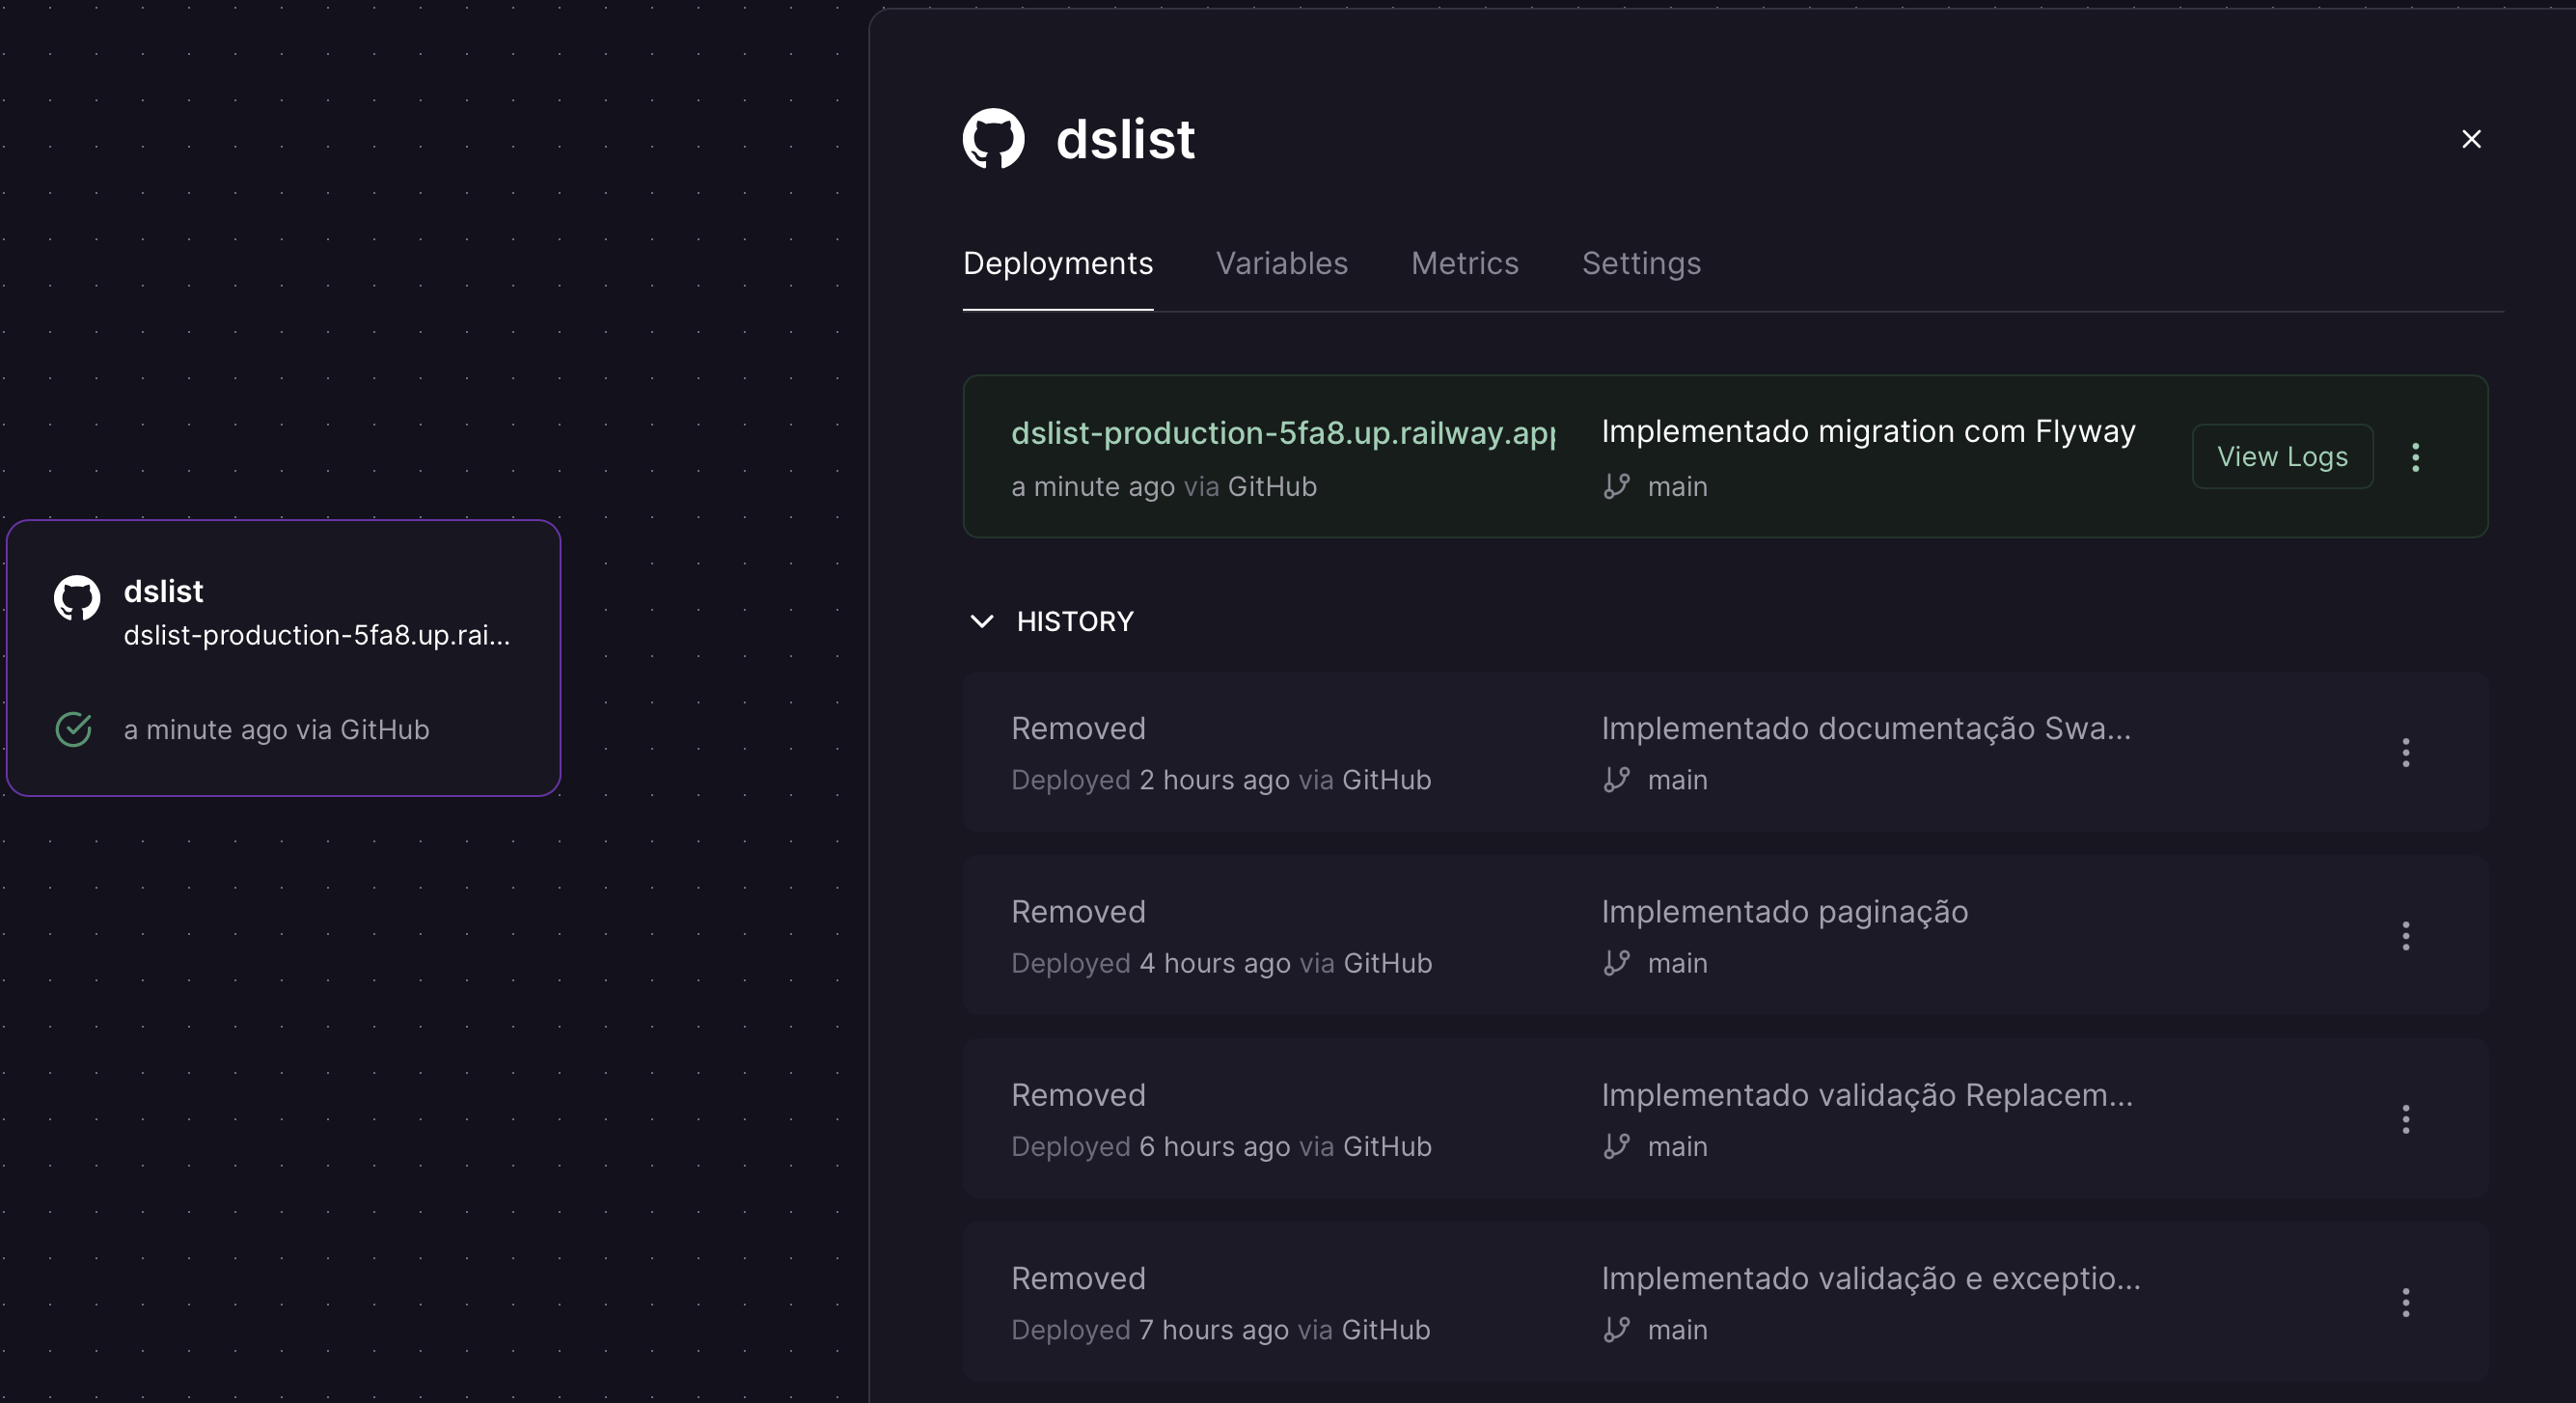 dslist
Deployments Variables Metrics Settings
dslist-production-5fa8.up.railway.app
Implementado migration com Flyway
a minute ago via GitHub
main
View Logs
dslist
dslist-production-5fa8.up.rai...
a minute ago via GitHub
HISTORY
Removed
Implementado documentação Swa...
Deployed 2 hours ago via GitHub
main
Removed
Implementado paginação
Deployed 4 hours ago via GitHub
main
Removed
Implementado validação Replacem...
Deployed 6 hours ago via GitHub
main
Removed
Implementado validação e exceptio...
Deployed 7 hours ago via GitHub
main